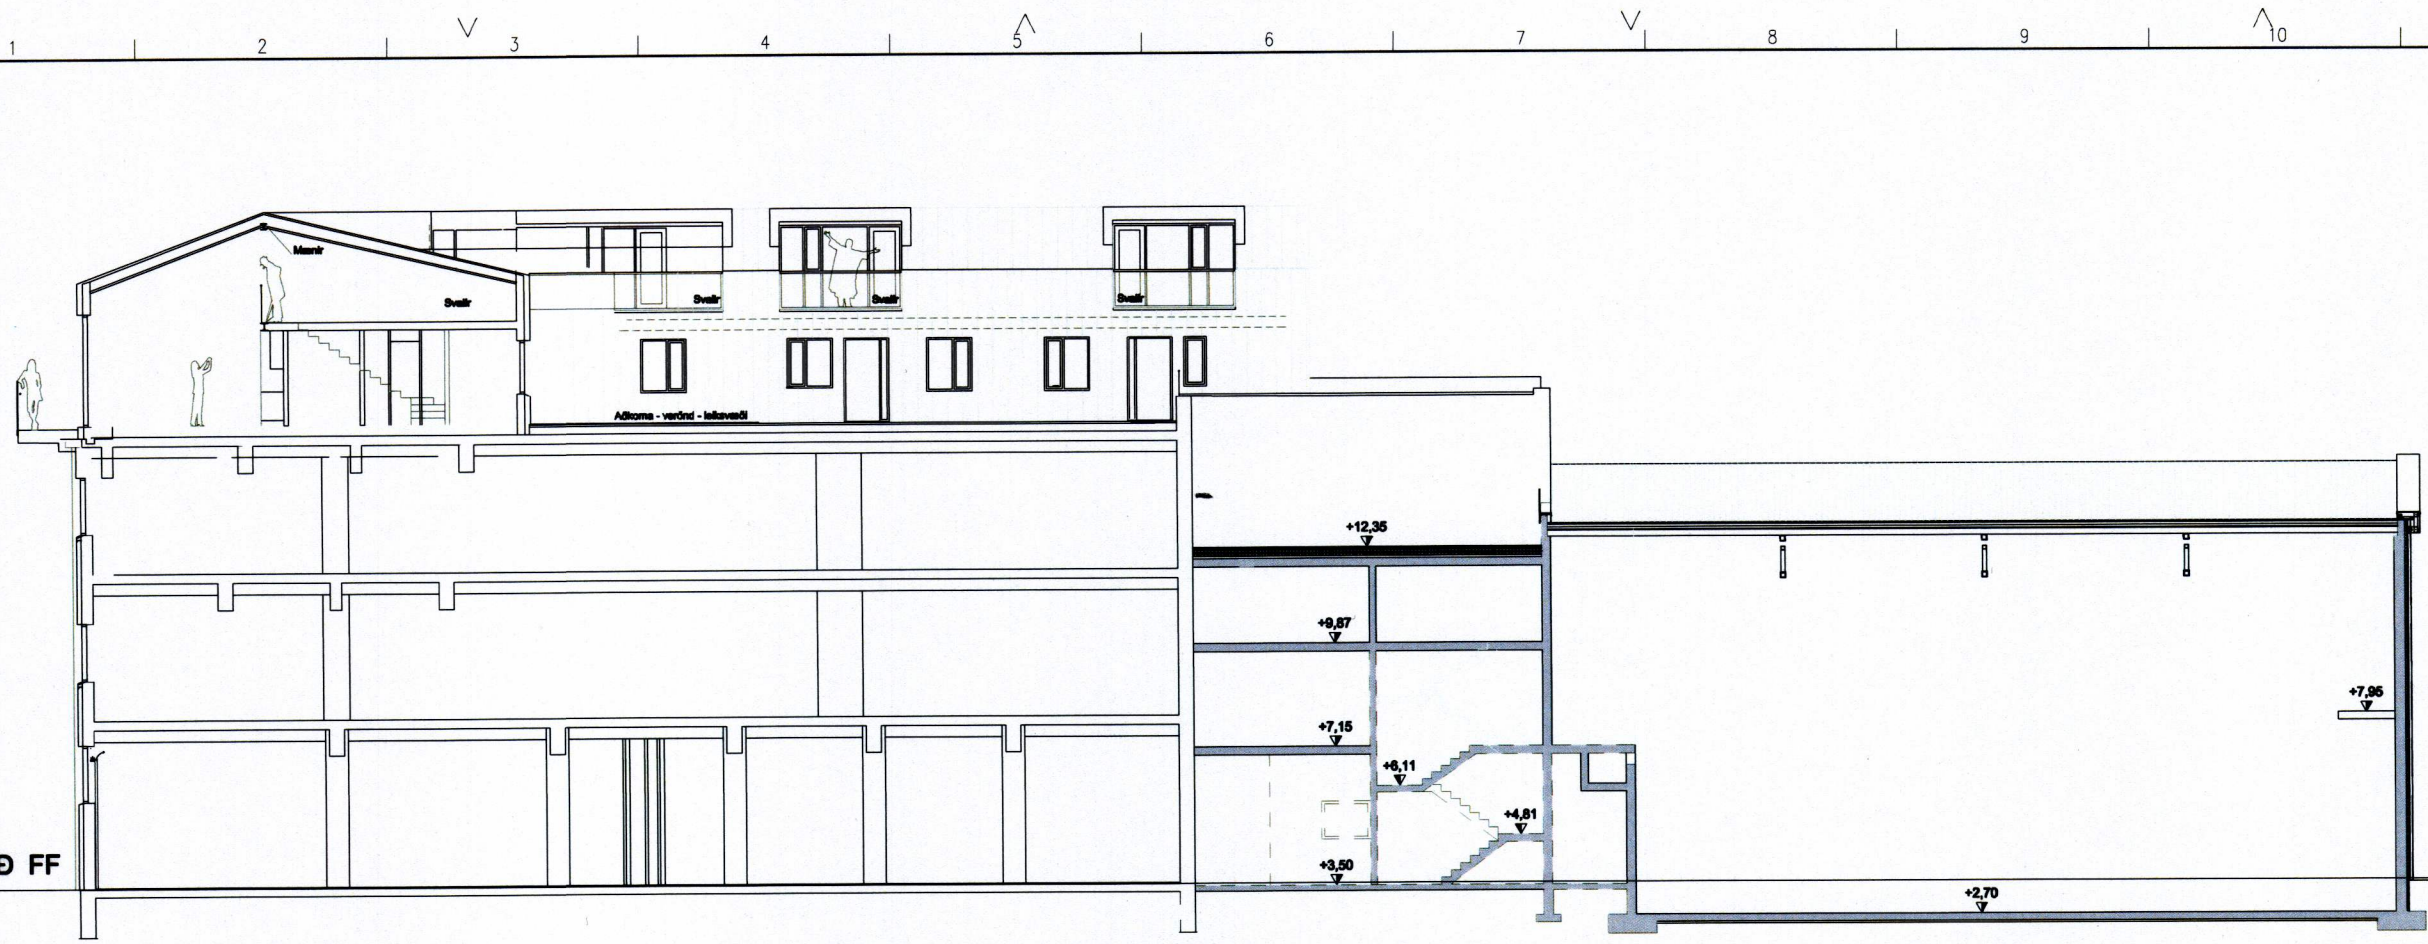 1 2 3 4 5 6 7 8 9 10
Mænir
Svalir
Svalir
Svalir
Svalir
Aðkoma - verönd - leiksvæði
+12,35
+9,87
+7,95
+7,15
+6,11
+4,81
Ð FF
+3,50
+2,70